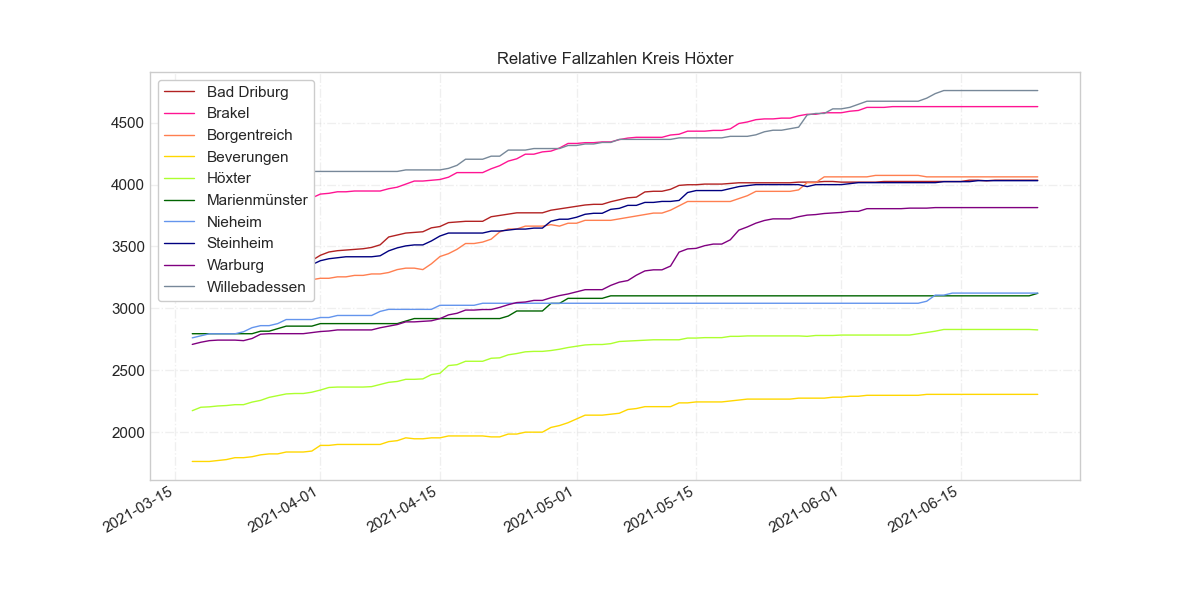 Relative Fallzahlen Kreis Höxter
Bad Driburg
Brakel
Borgentreich
Beverungen
Höxter
Marienmünster
Nieheim
Steinheim
Warburg
Willebadessen
4500
4000
3500
3000
2500
2000
2021-03-15
2021-04-01
2021-04-15
2021-05-01
2021-05-15
2021-06-01
2021-06-15